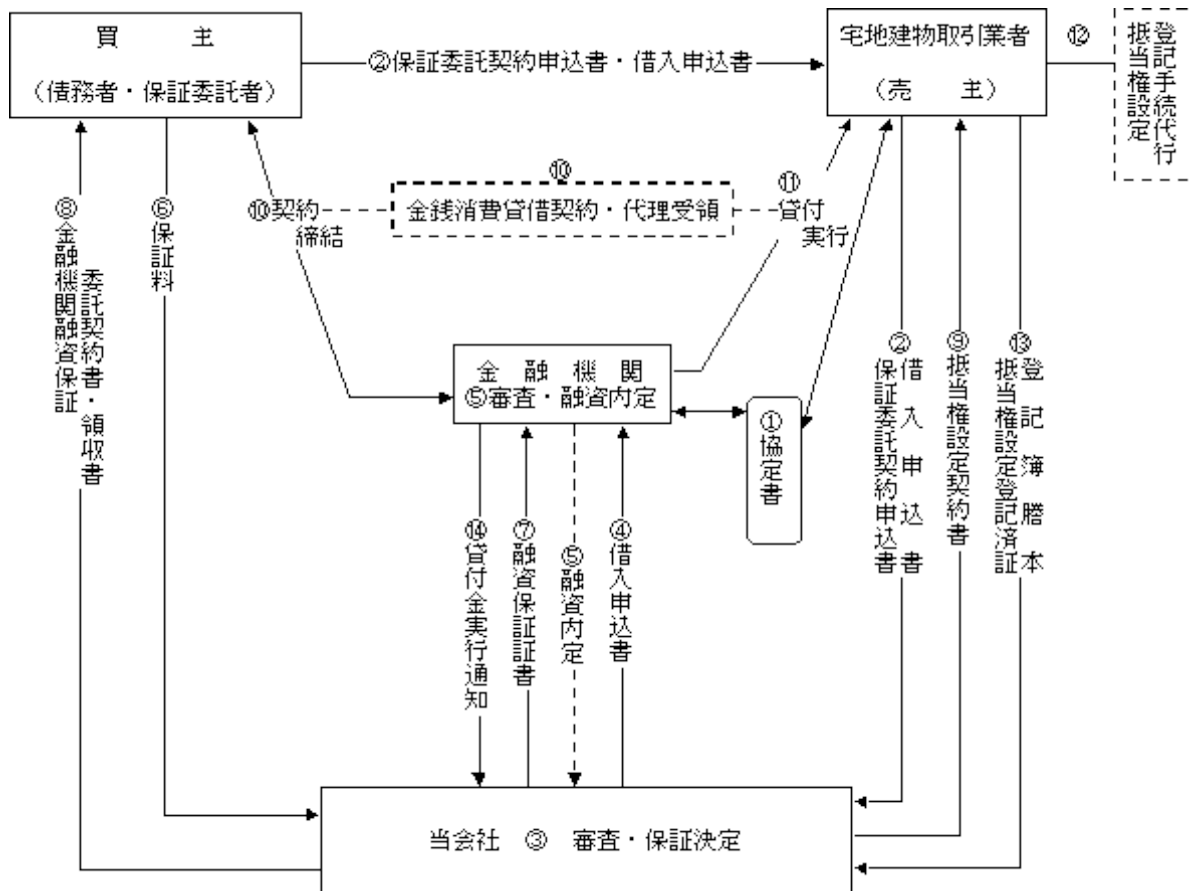 買 主
（債務者・保証委託者）
②保証委託契約申込書・借入申込書
宅地建物取引業者
（売 主）
⑫
登記手続代行
抵当権設定
⑩
金銭消費貸借契約・代理受領
⑩契約
締結
⑪
貸付
実行
⑧金融機関融資保証
委託契約書・領収書
⑥保証料
金 融 機 関
⑤審査・融資内定
①協定書
②
借入申込書
保証委託契約申込書
⑨抵当権設定契約書
⑬
登記簿謄本
抵当権設定登記済証
⑭貸付金実行通知
⑦融資保証証書
⑤融資内定
④借入申込書
当会社 ③ 審査・保証決定